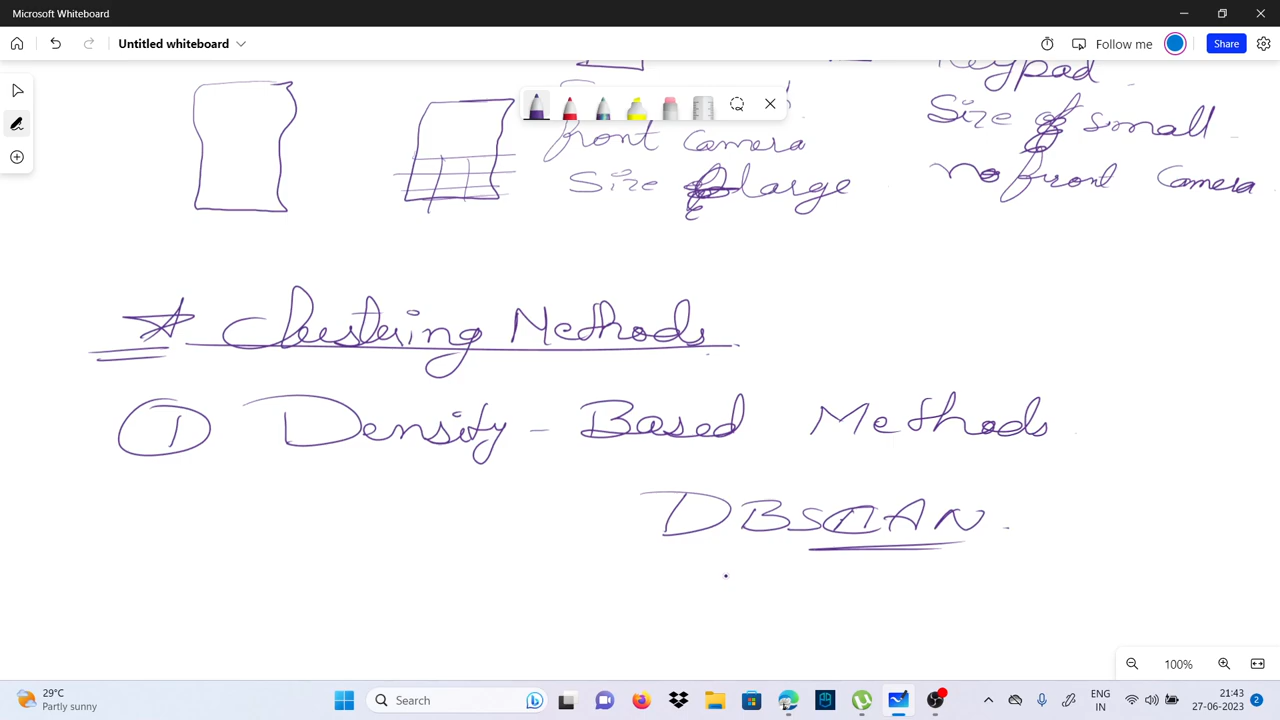 Microsoft Whiteboard
Untitled whiteboard
Follow me
Share
Keypad
Size small
front camera
no front Camera
Size large
* Clustering Methods
1 Density - Based Methods
DBSCAN.
100%
29°C
Partly sunny
Search
ENG
IN
21:43
27-06-2023
2